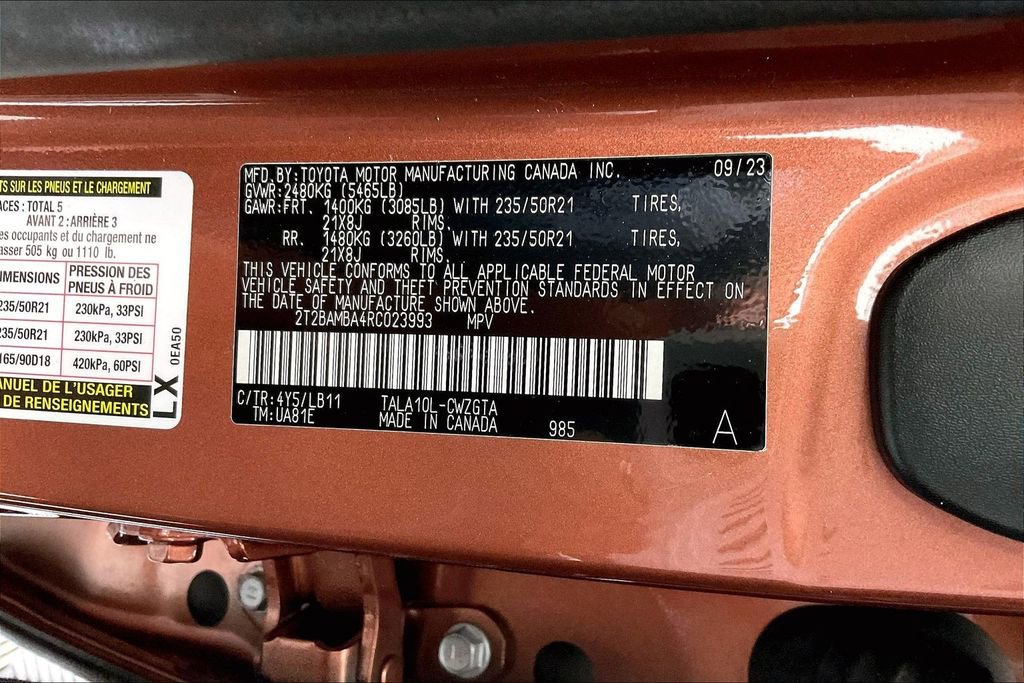 TS SUR LES PNEUS ET LE CHARGEMENT
ACES : TOTAL 5
AVANT 2 : ARRIÈRE 3
es occupants et du chargement ne
asser 505 kg ou 1110 lb.
IMENSIONS PRESSION DES PNEUS À FROID
235/50R21 230kPa, 33PSI
235/50R21 230kPa, 33PSI
165/90D18 420kPa, 60PSI
ANUEL DE L'USAGER
DE RENSEIGNEMENTS
LX 0EA50
MFD.BY:TOYOTA MOTOR MANUFACTURING CANADA INC. 09/23
GVWR:2480KG (5465LB)
GAWR:FRT. 1400KG (3085LB) WITH 235/50R21 TIRES,
21X8J RIMS.
RR. 1480KG (3260LB) WITH 235/50R21 TIRES,
21X8J RIMS.
THIS VEHICLE CONFORMS TO ALL APPLICABLE FEDERAL MOTOR
VEHICLE SAFETY AND THEFT PREVENTION STANDARDS IN EFFECT ON
THE DATE OF MANUFACTURE SHOWN ABOVE.
2T2BAMBA4RC023993 MPV
C/TR:4Y5/LB11 TALA10L-CWZGTA
TM:UA81E MADE IN CANADA 985 A